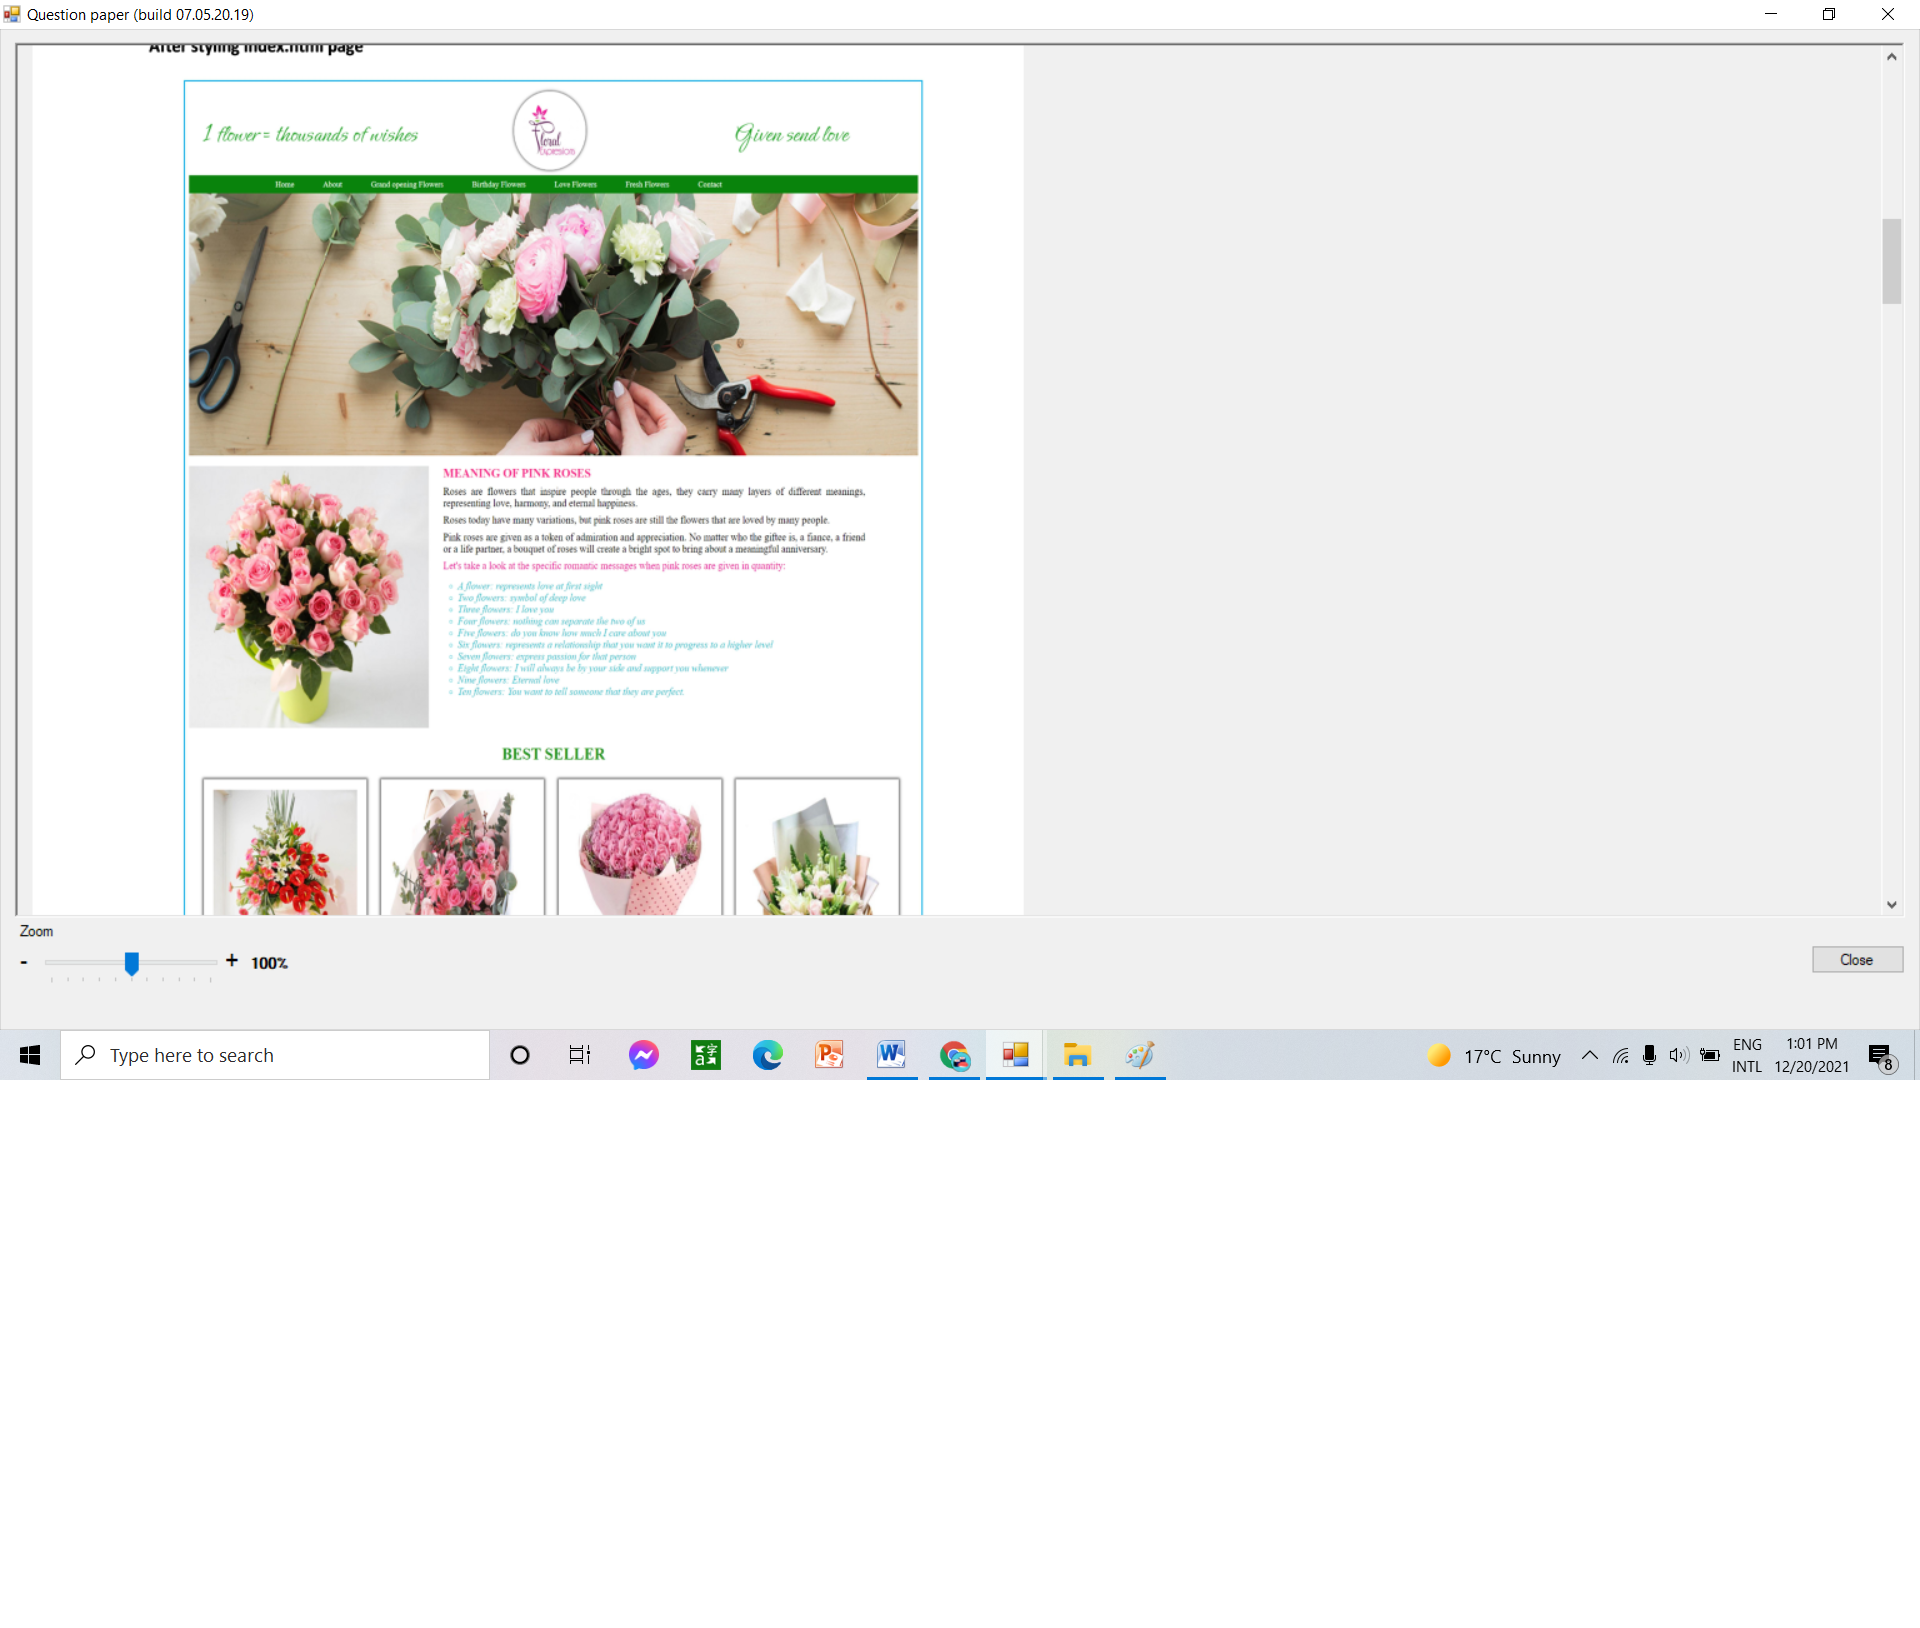 Question paper (build 07.05.20.19)
After styling index.html page
1 flower = thousands of wishes
Floral
expressions
Given send love
Home About Grand opening Flowers Birthday Flowers Love Flowers Fresh Flowers Contact
MEANING OF PINK ROSES
Roses are flowers that inspire people through the ages, they carry many layers of different meanings,
representing love, harmony, and eternal happiness.
Roses today have many variations, but pink roses are still the flowers that are loved by many people.
Pink roses are given as a token of admiration and appreciation. No matter who the giftee is, a fiance, a friend
or a life partner, a bouquet of roses will create a bright spot to bring about a meaningful anniversary.
Let's take a look at the specific romantic messages when pink roses are given in quantity:
A flower: represents love at first sight
Two flowers: symbol of deep love
Three flowers: I love you
Four flowers: nothing can separate the two of us
Five flowers: do you know how much I care about you
Six flowers: represents a relationship that you want it to progress to a higher level
Seven flowers: express passion for that person
Eight flowers: I will always be by your side and support you whenever
Nine flowers: Eternal love
Ten flowers: You want to tell someone that they are perfect.
BEST SELLER
Zoom
- + 100%
Close
Type here to search
17°C Sunny
ENG
INTL
1:01 PM
12/20/2021
8